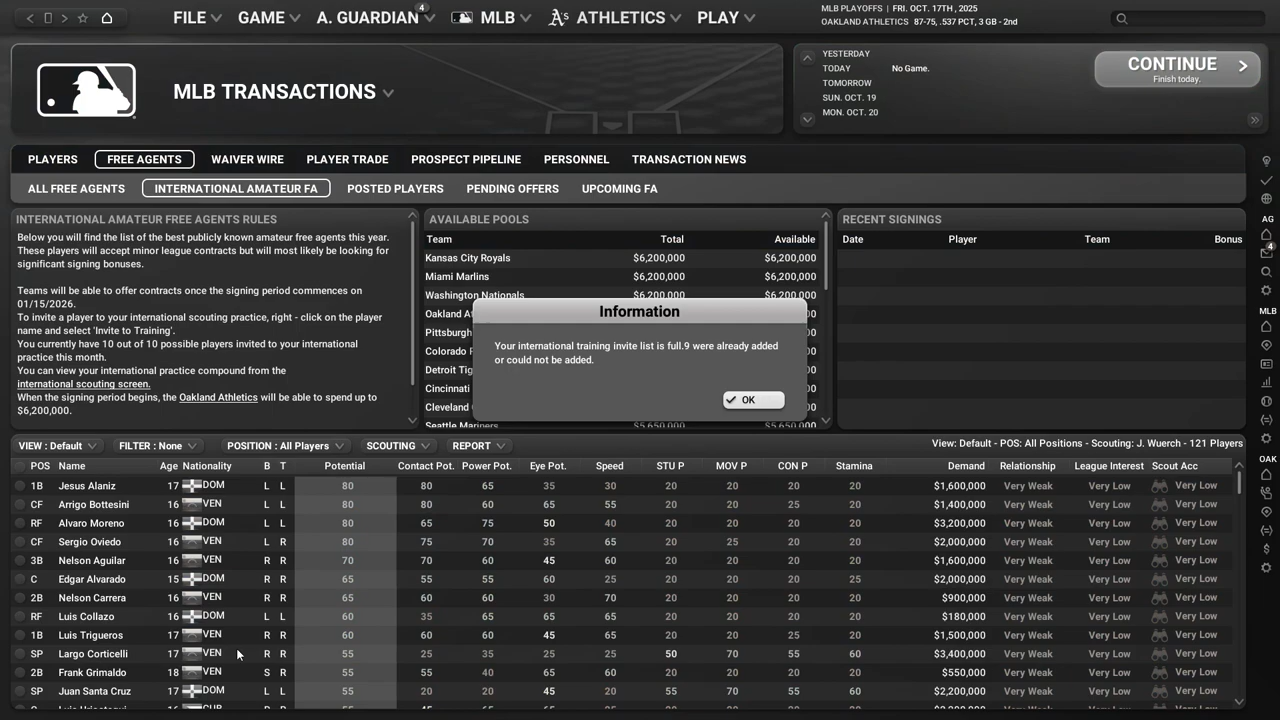 FILE GAME A. GUARDIAN 4 MLB A's ATHLETICS PLAY
MLB PLAYOFFS | FRI. OCT. 17TH , 2025
OAKLAND ATHLETICS 87-75, .537 PCT, 3 GB - 2nd
MLB TRANSACTIONS
YESTERDAY
TODAY No Game.
TOMORROW
SUN. OCT. 19
MON. OCT. 20
CONTINUE
Finish today.
PLAYERS FREE AGENTS WAIVER WIRE PLAYER TRADE PROSPECT PIPELINE PERSONNEL TRANSACTION NEWS
ALL FREE AGENTS INTERNATIONAL AMATEUR FA POSTED PLAYERS PENDING OFFERS UPCOMING FA
INTERNATIONAL AMATEUR FREE AGENTS RULES
Below you will find the list of the best publicly known amateur free agents this year.
These players will accept minor league contracts but will most likely be looking for
significant signing bonuses.
Teams will be able to offer contracts once the signing period commences on
01/15/2026.
To invite a player to your international scouting practice, right - click on the player
name and select 'Invite to Training'.
You currently have 10 out of 10 possible players invited to your international
practice this month.
You can view your international practice compound from the
international scouting screen.
When the signing period begins, the Oakland Athletics will be able to spend up to
$6,200,000.
AVAILABLE POOLS
Team Total Available
Kansas City Royals $6,200,000 $6,200,000
Miami Marlins $6,200,000 $6,200,000
Washington Nationals $6,200,000 $6,200,000
Oakland At
Pittsburgh
Colorado R
Detroit Tig
Cincinnati
Cleveland
Seattle Mariners $5,650,000 $5,650,000
RECENT SIGNINGS
Date Player Team Bonus
Information
Your international training invite list is full.9 were already added
or could not be added.
OK
VIEW : Default FILTER : None POSITION : All Players SCOUTING REPORT View: Default - POS: All Positions - Scouting: J. Wuerch - 121 Players
POS Name Age Nationality B T Potential Contact Pot. Power Pot. Eye Pot. Speed STU P MOV P CON P Stamina Demand Relationship League Interest Scout Acc
1B Jesus Alaniz 17 DOM L L 80 80 65 35 30 20 20 20 20 $1,600,000 Very Weak Very Low Very Low
CF Arrigo Bottesini 16 VEN L L 80 80 60 65 55 20 20 25 20 $1,400,000 Very Weak Very Low Very Low
RF Alvaro Moreno 16 DOM L L 80 65 75 50 40 20 20 20 20 $3,200,000 Very Weak Very Low Very Low
CF Sergio Oviedo 16 VEN L L 80 75 70 35 65 20 20 25 20 $2,000,000 Very Weak Very Low Very Low
3B Nelson Aguilar 16 VEN R R 70 70 60 45 60 20 20 20 20 $1,600,000 Very Weak Very Low Very Low
C Edgar Alvarado 15 DOM R R 65 55 55 60 25 20 20 20 25 $2,000,000 Very Weak Very Low Very Low
2B Nelson Carrera 16 VEN R R 65 60 60 30 70 20 20 20 20 $900,000 Very Weak Very Low Very Low
RF Luis Collazo 16 DOM L L 60 35 65 65 65 20 20 20 20 $180,000 Very Weak Very Low Very Low
1B Luis Trigueros 17 VEN R R 60 60 60 45 65 20 20 20 20 $1,500,000 Very Weak Very Low Very Low
SP Largo Corticelli 17 VEN R R 55 25 35 25 25 50 70 55 60 $3,400,000 Very Weak Very Low Very Low
2B Frank Grimaldo 18 VEN S R 55 55 40 65 60 20 20 20 20 $550,000 Very Weak Very Low Very Low
SP Juan Santa Cruz 17 DOM L L 55 20 20 45 20 55 70 55 60 $2,200,000 Very Weak Very Low Very Low
AG
4
MLB
OAK